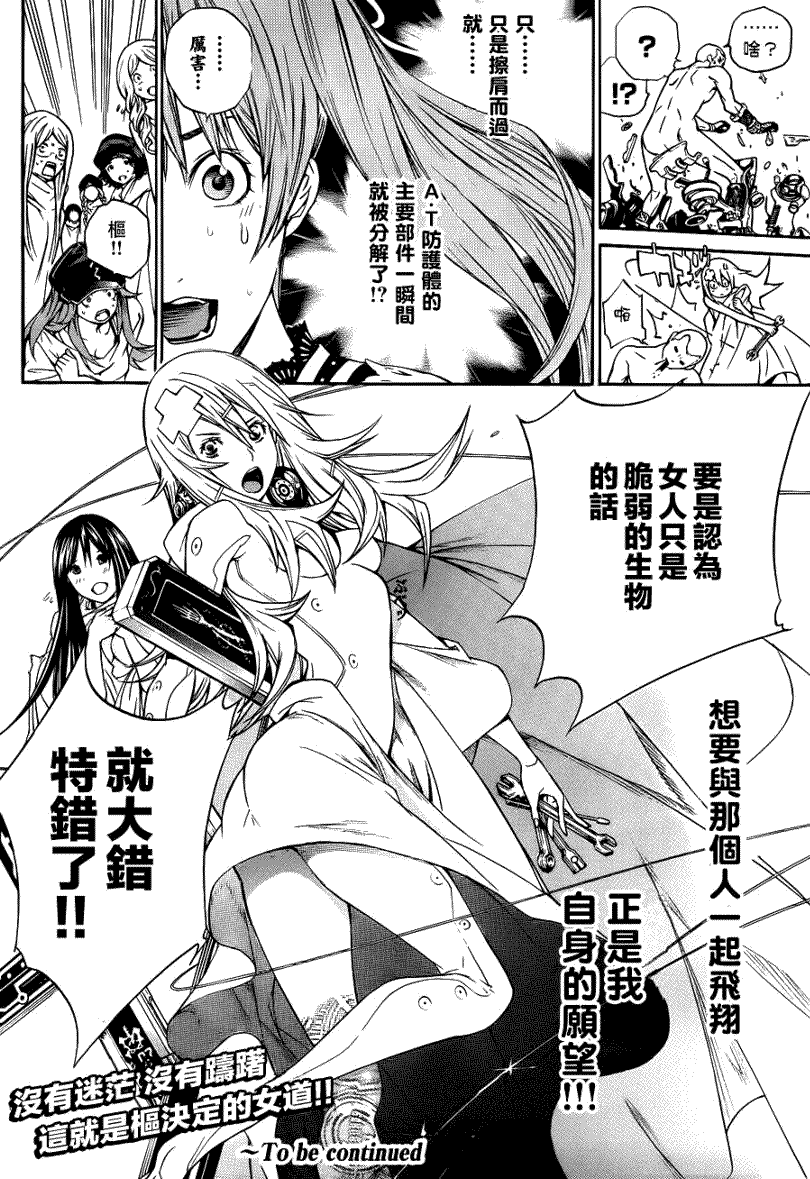 ……
啥？
？
！？
啪
只……
只是擦肩而過
就……
A・T防護體的
主要部件一瞬間
就被分解了！？
……
厲害…
樞
！！
要是認為
女人只是
脆弱的生物
的話
就大錯
特錯了！！
想要與那個人一起飛翔
正是我
自身的願望！！！
沒有迷茫 沒有躊躇
這就是樞決定的女道！！
～To be continued